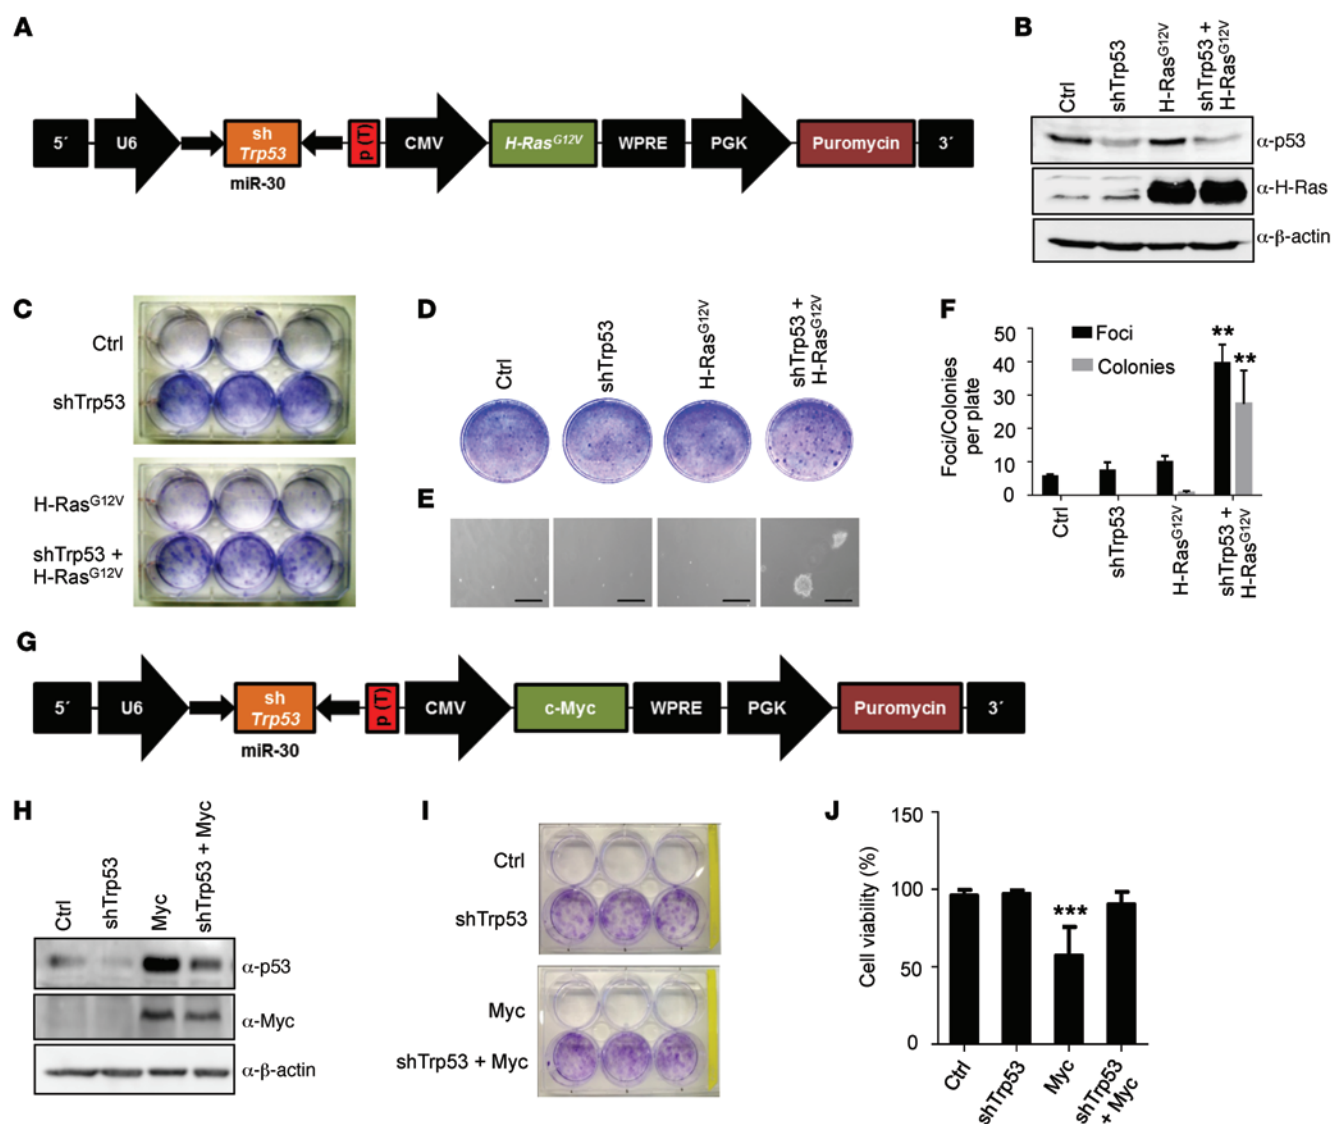 A
5´ U6 sh Trp53 p (T) CMV H-RasG12V WPRE PGK Puromycin 3´
miR-30
B
Ctrl
shTrp53
H-RasG12V
shTrp53 +
H-RasG12V
α-p53
α-H-Ras
α-β-actin
C
Ctrl
shTrp53
H-RasG12V
shTrp53 +
H-RasG12V
D
Ctrl
shTrp53
H-RasG12V
shTrp53 +
H-RasG12V
E
F
Foci/Colonies
per plate
50
40
30
20
10
0
Foci
Colonies
**
**
Ctrl
shTrp53
H-RasG12V
shTrp53 +
H-RasG12V
G
5´ U6 sh Trp53 p (T) CMV c-Myc WPRE PGK Puromycin 3´
miR-30
H
Ctrl
shTrp53
Myc
shTrp53 + Myc
α-p53
α-Myc
α-β-actin
I
Ctrl
shTrp53
Myc
shTrp53 + Myc
J
Cell viability (%)
150
100
50
0
***
Ctrl
shTrp53
Myc
shTrp53
+ Myc